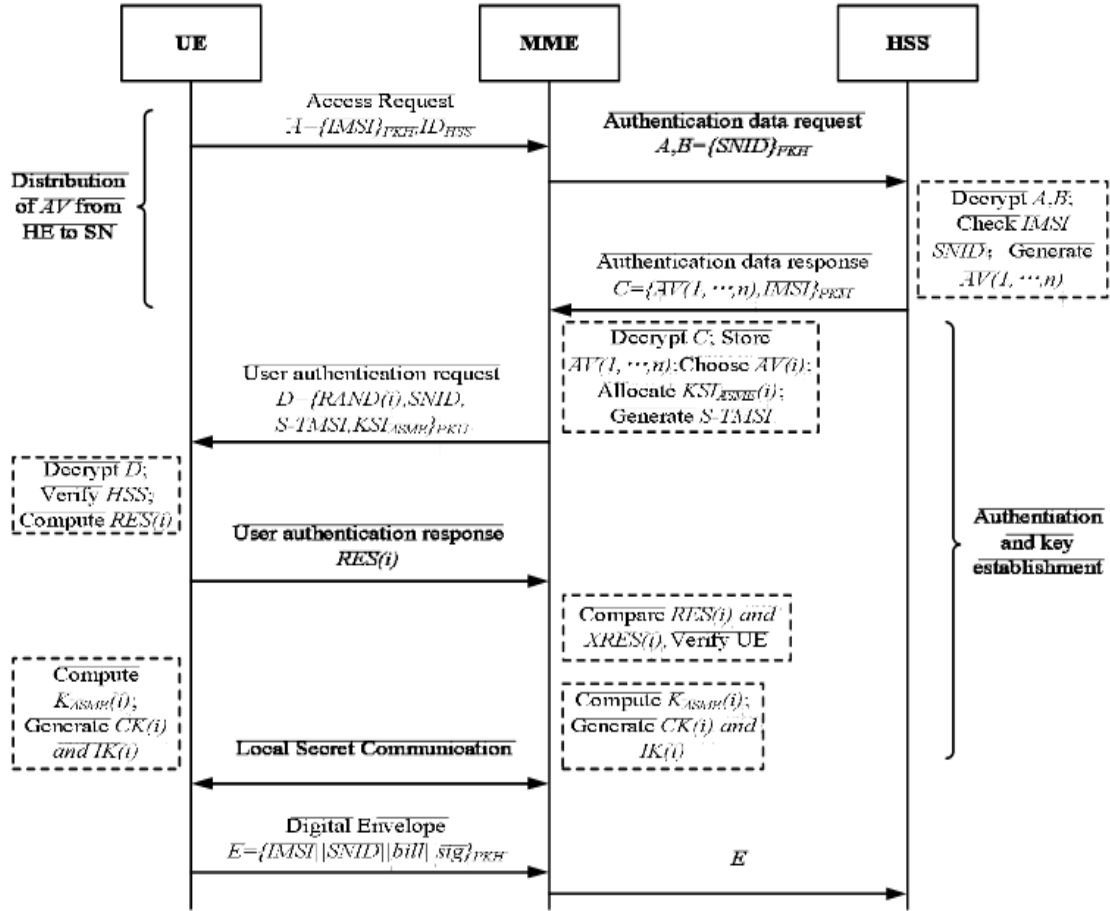 UE
MME
HSS
Access Request
A={IMSI}PKH,IDHSS
Authentication data request
A,B={SNID}PKH
Distribution
of AV from
HE to SN
Decrypt A,B;
Check IMSI
SNID; Generate
AV(1, ···,n)
Authentication data response
C={AV(1, ···,n),IMSI}PKM
Decrypt C; Store
AV(1, ···,n);Choose AV(i);
Allocate KSIASME(i);
Generate S-TMSI
User authentication request
D={RAND(i),SNID,
S-TMSI,KSIASME}PKU
Decrypt D;
Verify HSS;
Compute RES(i)
User authentication response
RES(i)
Authentiation
and key
establishment
Compare RES(i) and
XRES(i),Verify UE
Compute
KASME(i);
Generate CK(i)
and IK(i)
Compute KASME(i);
Generate CK(i) and
IK(i)
Local Secret Communication
Digital Envelope
E={IMSI||SNID||bill| sig}PKH
E